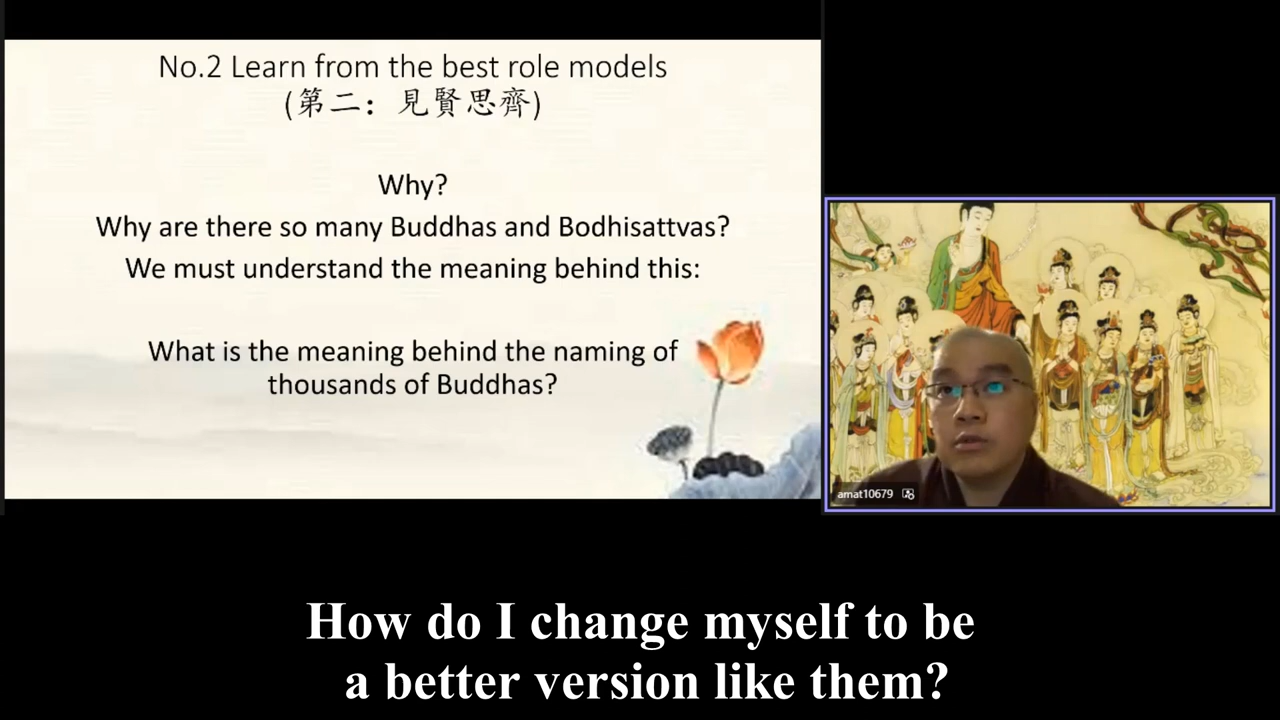 No.2 Learn from the best role models
(第二：見賢思齊)
Why?
Why are there so many Buddhas and Bodhisattvas?
We must understand the meaning behind this:
What is the meaning behind the naming of
thousands of Buddhas?
amat10679
How do I change myself to be
a better version like them?